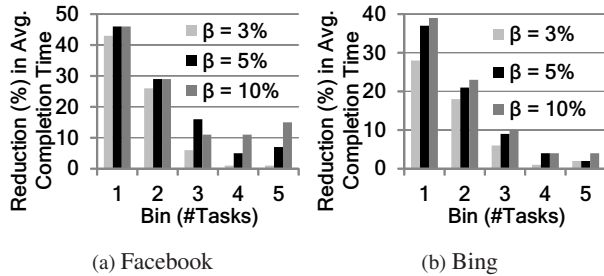 Reduction (%) in Avg.
Completion Time
50
40
30
20
10
0
β = 3%
β = 5%
β = 10%
1 2 3 4 5
Bin (#Tasks)
(a) Facebook
Reduction (%) in Avg.
Completion Time
40
30
20
10
0
β = 3%
β = 5%
β = 10%
1 2 3 4 5
Bin (#Tasks)
(b) Bing